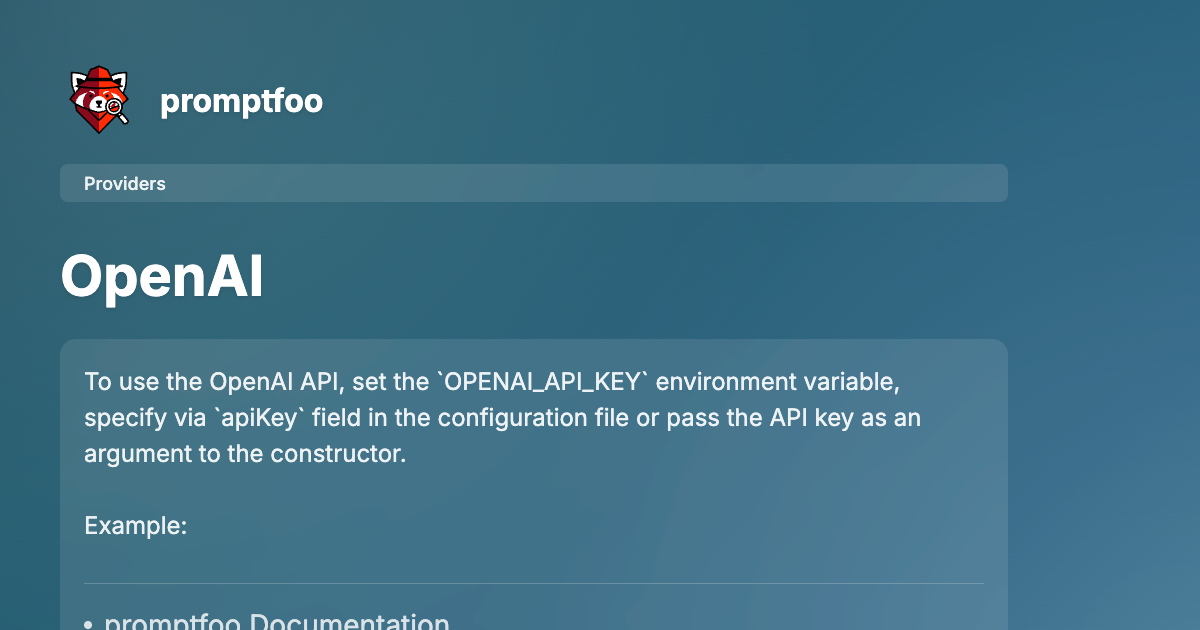 promptfoo
Providers
OpenAI
To use the OpenAI API, set the `OPENAI_API_KEY` environment variable,
specify via `apiKey` field in the configuration file or pass the API key as an
argument to the constructor.
Example:
• promptfoo Documentation